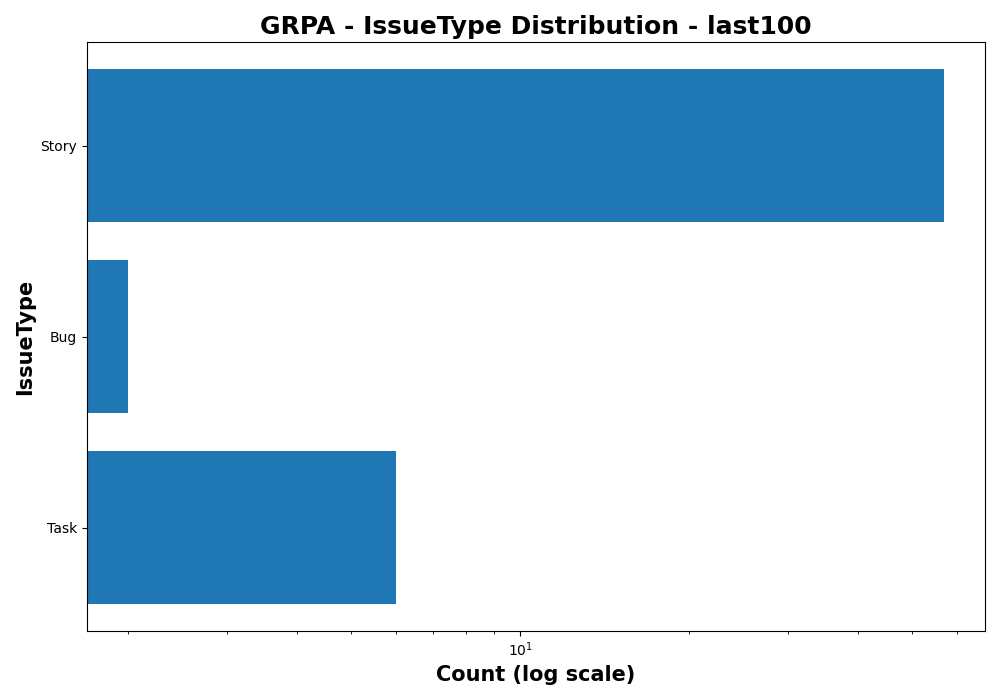 GRPA - IssueType Distribution - last100
Story
Bug
Task
IssueType
10¹
Count (log scale)